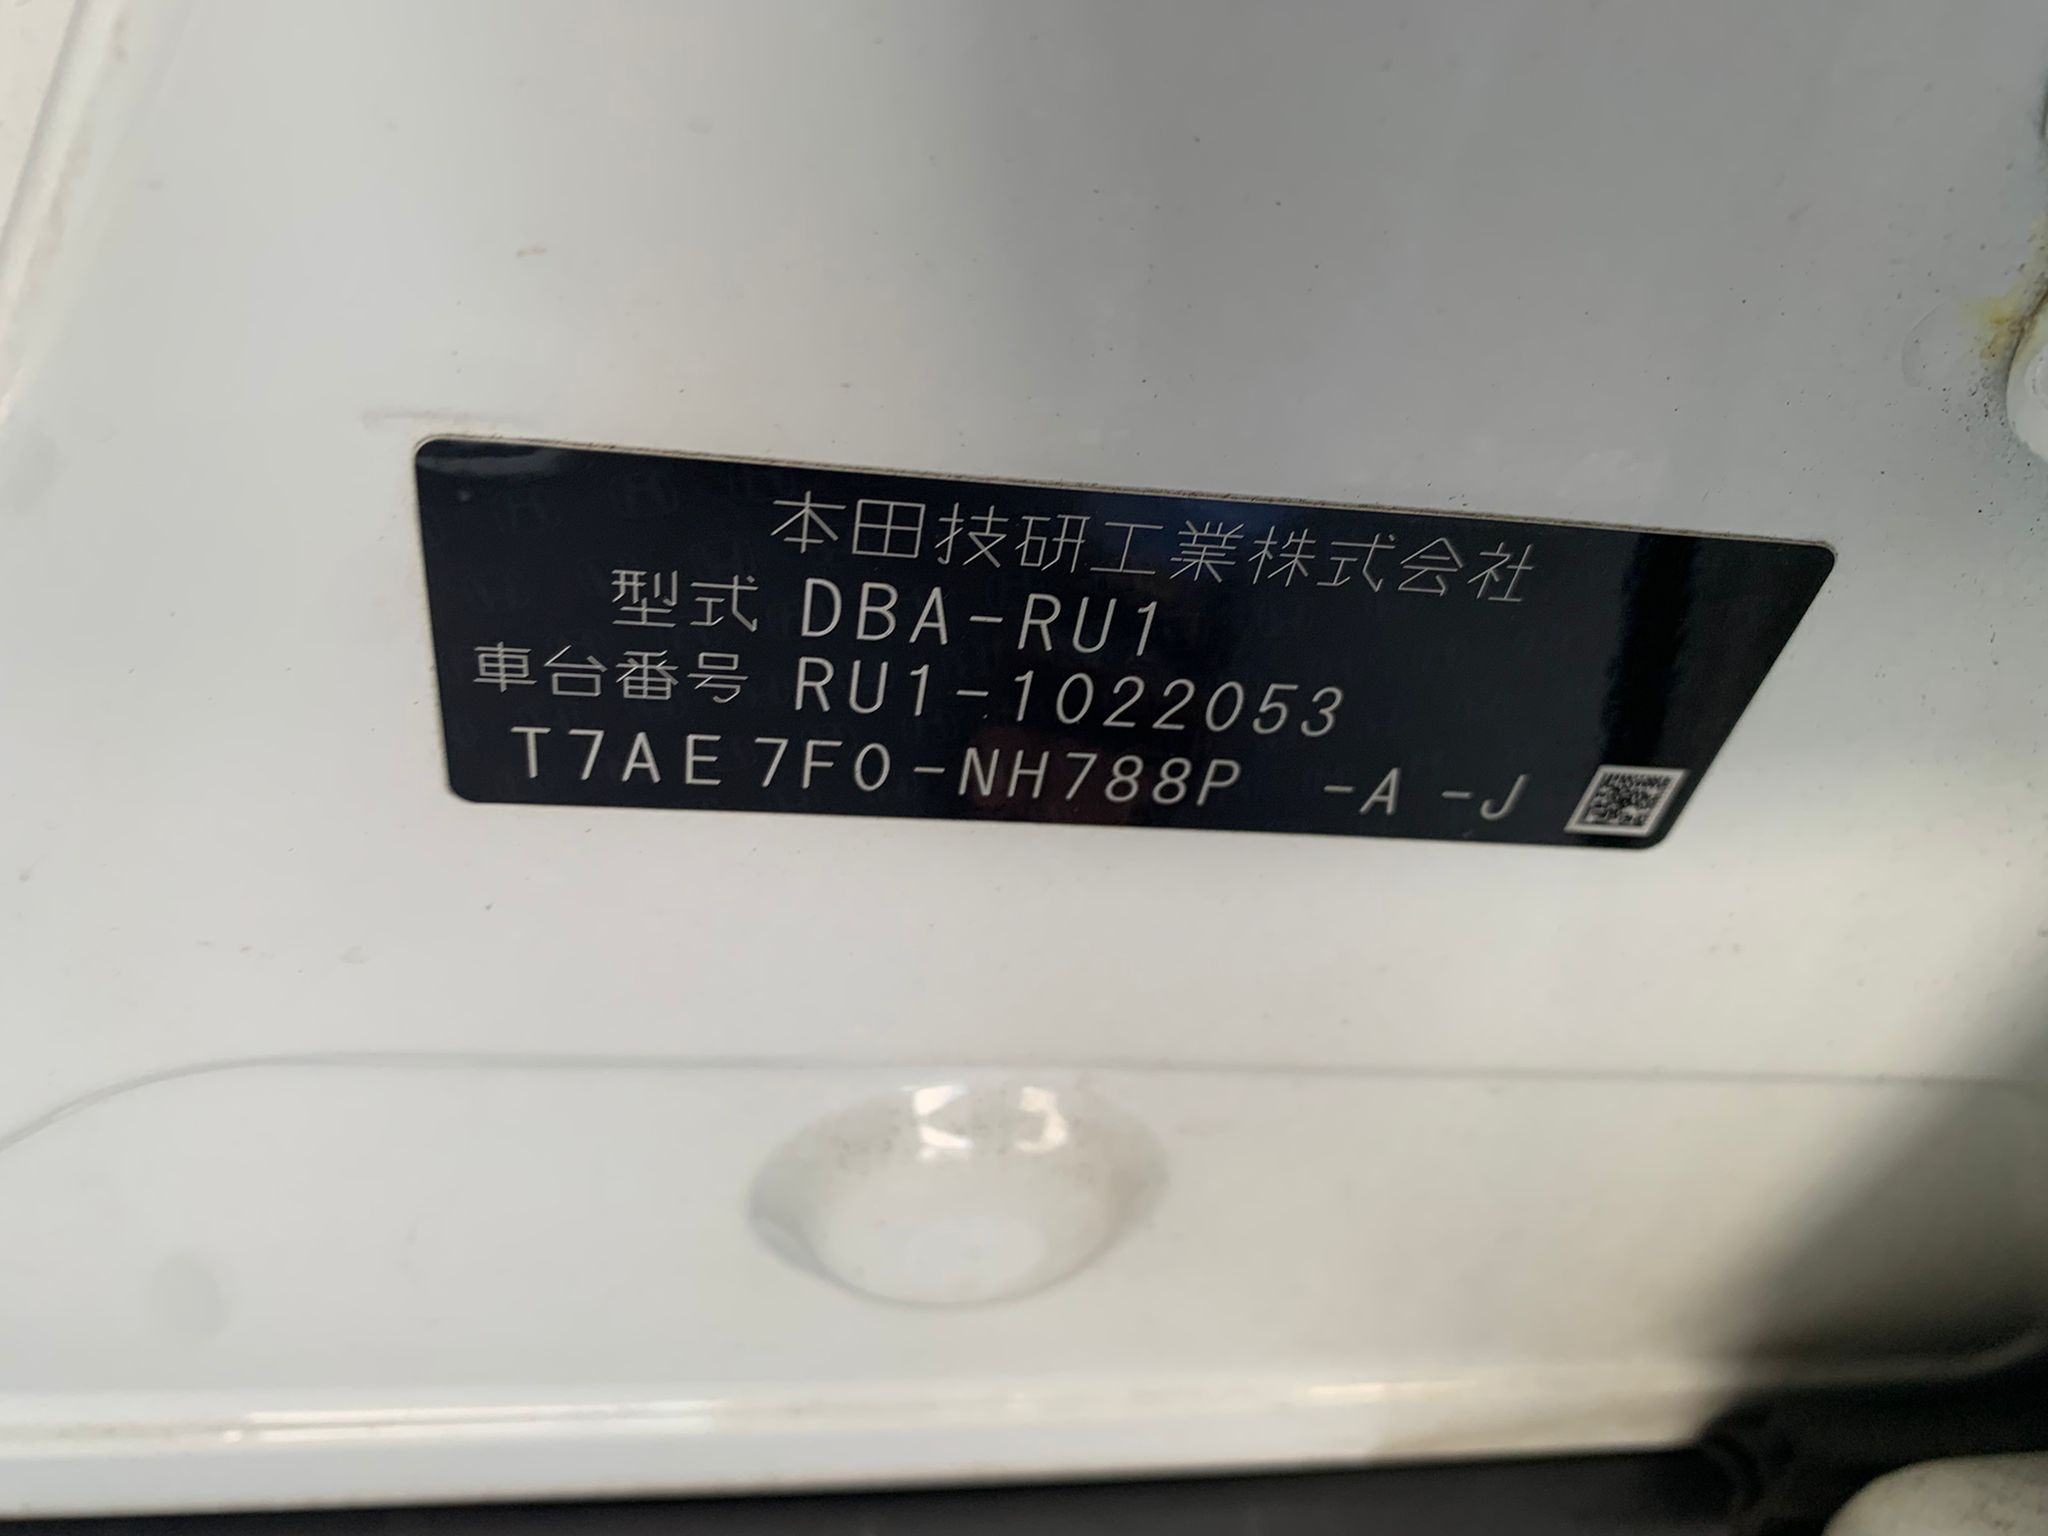 本田技研工業株式会社
型式 DBA-RU1
車台番号 RU1-1022053
T7AE7F0-NH788P -A -J